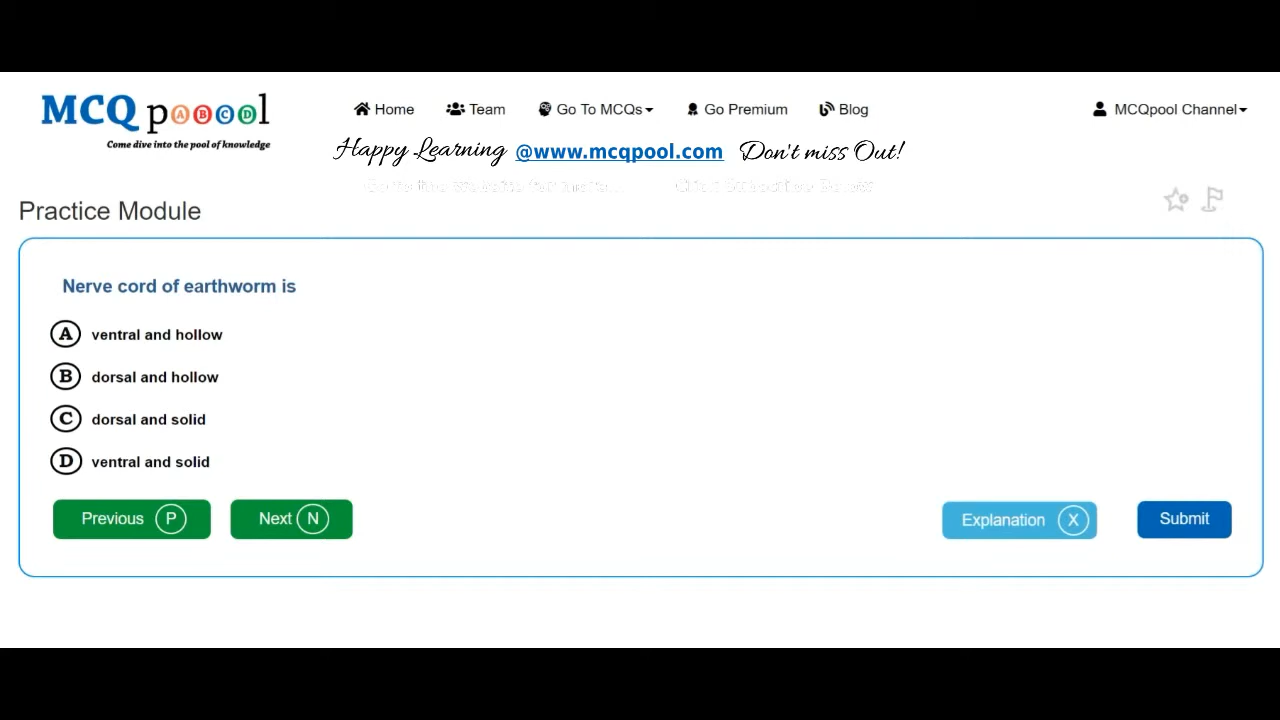 MCQ pABCDl
Come dive into the pool of knowledge
Home Team Go To MCQs Go Premium Blog MCQpool Channel
Happy Learning @www.mcqpool.com Don't miss Out!
Practice Module
Nerve cord of earthworm is
A ventral and hollow
B dorsal and hollow
C dorsal and solid
D ventral and solid
Previous P Next N Explanation X Submit